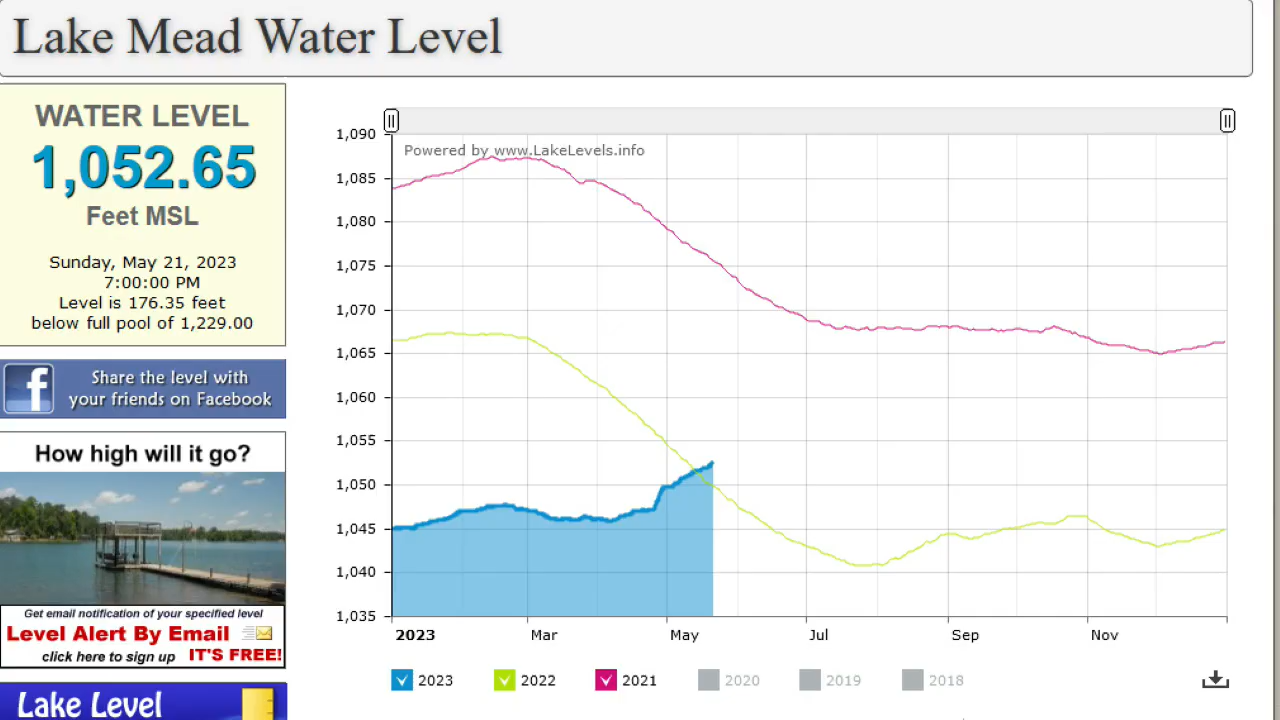 Lake Mead Water Level
WATER LEVEL
1,052.65
Feet MSL
Sunday, May 21, 2023
7:00:00 PM
Level is 176.35 feet
below full pool of 1,229.00
Share the level with
your friends on Facebook
How high will it go?
Get email notification of your specified level
Level Alert By Email
click here to sign up IT'S FREE!
Lake Level
Powered by www.LakeLevels.info
1,090
1,085
1,080
1,075
1,070
1,065
1,060
1,055
1,050
1,045
1,040
1,035
2023 Mar May Jul Sep Nov
2023 2022 2021 2020 2019 2018